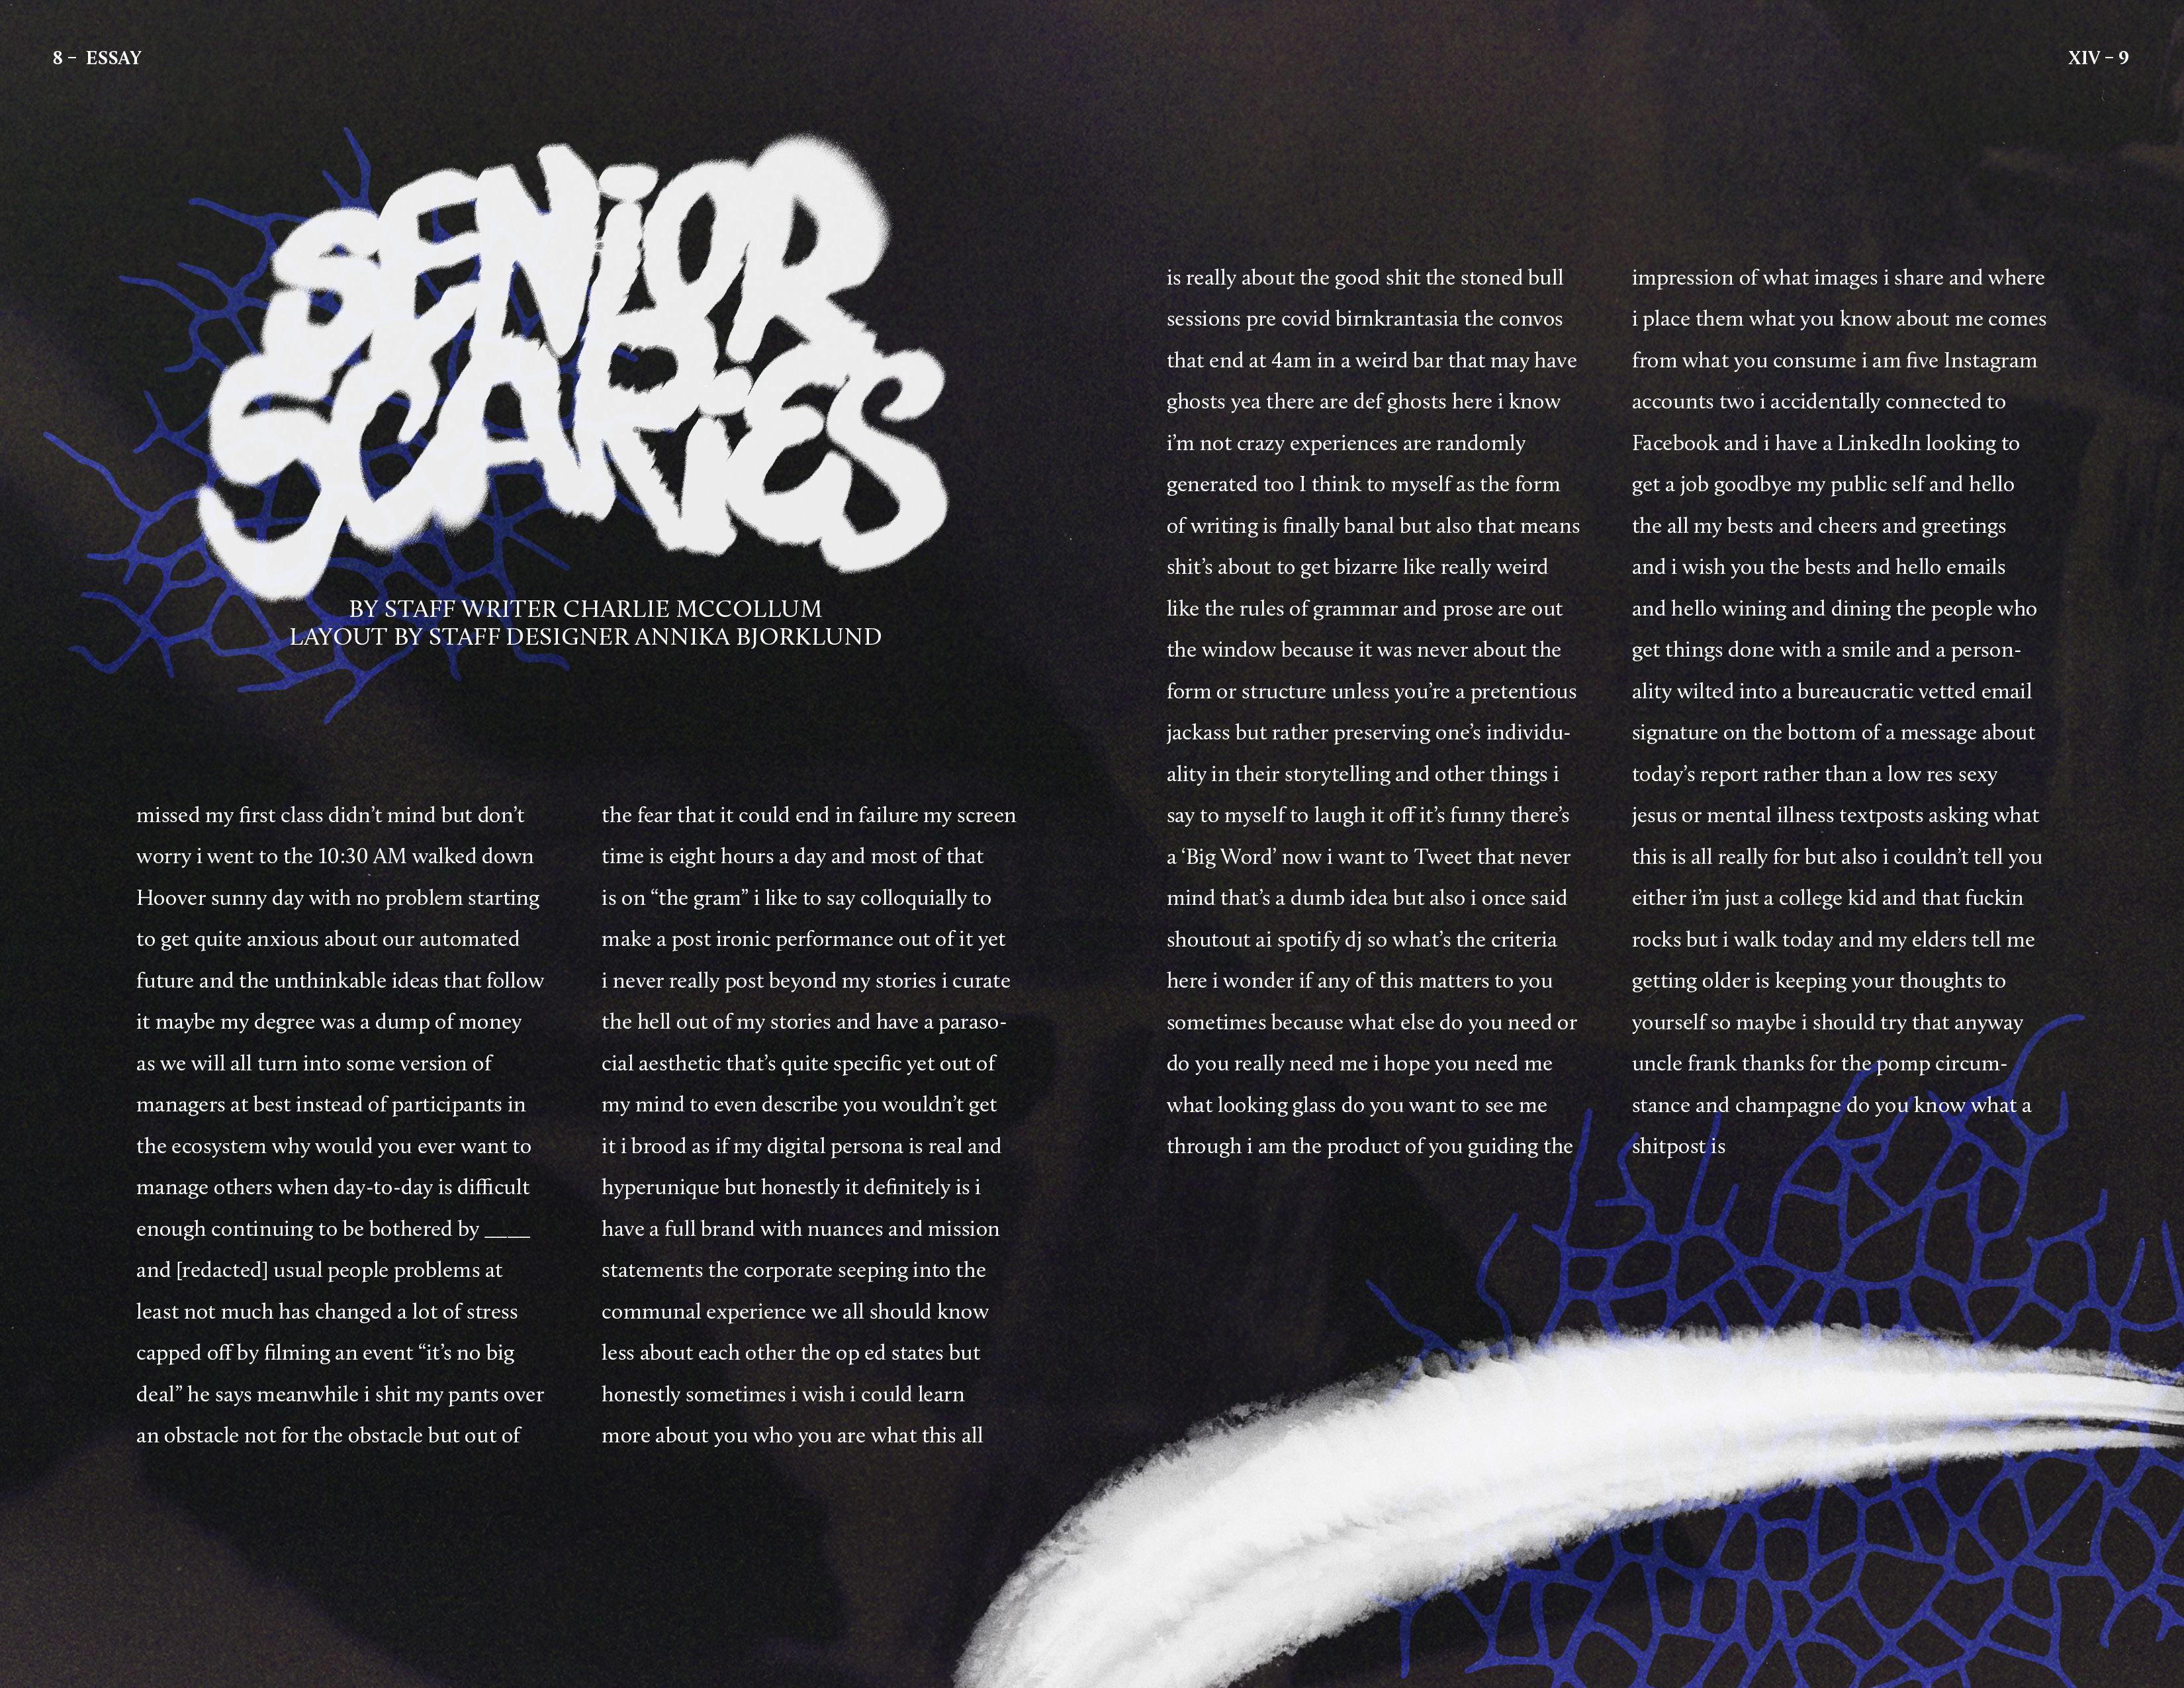 8 – ESSAY
XIV – 9
SENiOR
SCARiES
BY STAFF WRITER CHARLIE MCCOLLUM
LAYOUT BY STAFF DESIGNER ANNIKA BJORKLUND
missed my first class didn’t mind but don’t
worry i went to the 10:30 AM walked down
Hoover sunny day with no problem starting
to get quite anxious about our automated
future and the unthinkable ideas that follow
it maybe my degree was a dump of money
as we will all turn into some version of
managers at best instead of participants in
the ecosystem why would you ever want to
manage others when day-to-day is difficult
enough continuing to be bothered by ____
and [redacted] usual people problems at
least not much has changed a lot of stress
capped off by filming an event “it’s no big
deal” he says meanwhile i shit my pants over
an obstacle not for the obstacle but out of
the fear that it could end in failure my screen
time is eight hours a day and most of that
is on “the gram” i like to say colloquially to
make a post ironic performance out of it yet
i never really post beyond my stories i curate
the hell out of my stories and have a paraso-
cial aesthetic that’s quite specific yet out of
my mind to even describe you wouldn’t get
it i brood as if my digital persona is real and
hyperunique but honestly it definitely is i
have a full brand with nuances and mission
statements the corporate seeping into the
communal experience we all should know
less about each other the op ed states but
honestly sometimes i wish i could learn
more about you who you are what this all
is really about the good shit the stoned bull
sessions pre covid birnkrantasia the convos
that end at 4am in a weird bar that may have
ghosts yea there are def ghosts here i know
i’m not crazy experiences are randomly
generated too I think to myself as the form
of writing is finally banal but also that means
shit’s about to get bizarre like really weird
like the rules of grammar and prose are out
the window because it was never about the
form or structure unless you’re a pretentious
jackass but rather preserving one’s individu-
ality in their storytelling and other things i
say to myself to laugh it off it’s funny there’s
a ‘Big Word’ now i want to Tweet that never
mind that’s a dumb idea but also i once said
shoutout ai spotify dj so what’s the criteria
here i wonder if any of this matters to you
sometimes because what else do you need or
do you really need me i hope you need me
what looking glass do you want to see me
through i am the product of you guiding the
impression of what images i share and where
i place them what you know about me comes
from what you consume i am five Instagram
accounts two i accidentally connected to
Facebook and i have a LinkedIn looking to
get a job goodbye my public self and hello
the all my bests and cheers and greetings
and i wish you the bests and hello emails
and hello wining and dining the people who
get things done with a smile and a person-
ality wilted into a bureaucratic vetted email
signature on the bottom of a message about
today’s report rather than a low res sexy
jesus or mental illness textposts asking what
this is all really for but also i couldn’t tell you
either i’m just a college kid and that fuckin
rocks but i walk today and my elders tell me
getting older is keeping your thoughts to
yourself so maybe i should try that anyway
uncle frank thanks for the pomp circum-
stance and champagne do you know what a
shitpost is